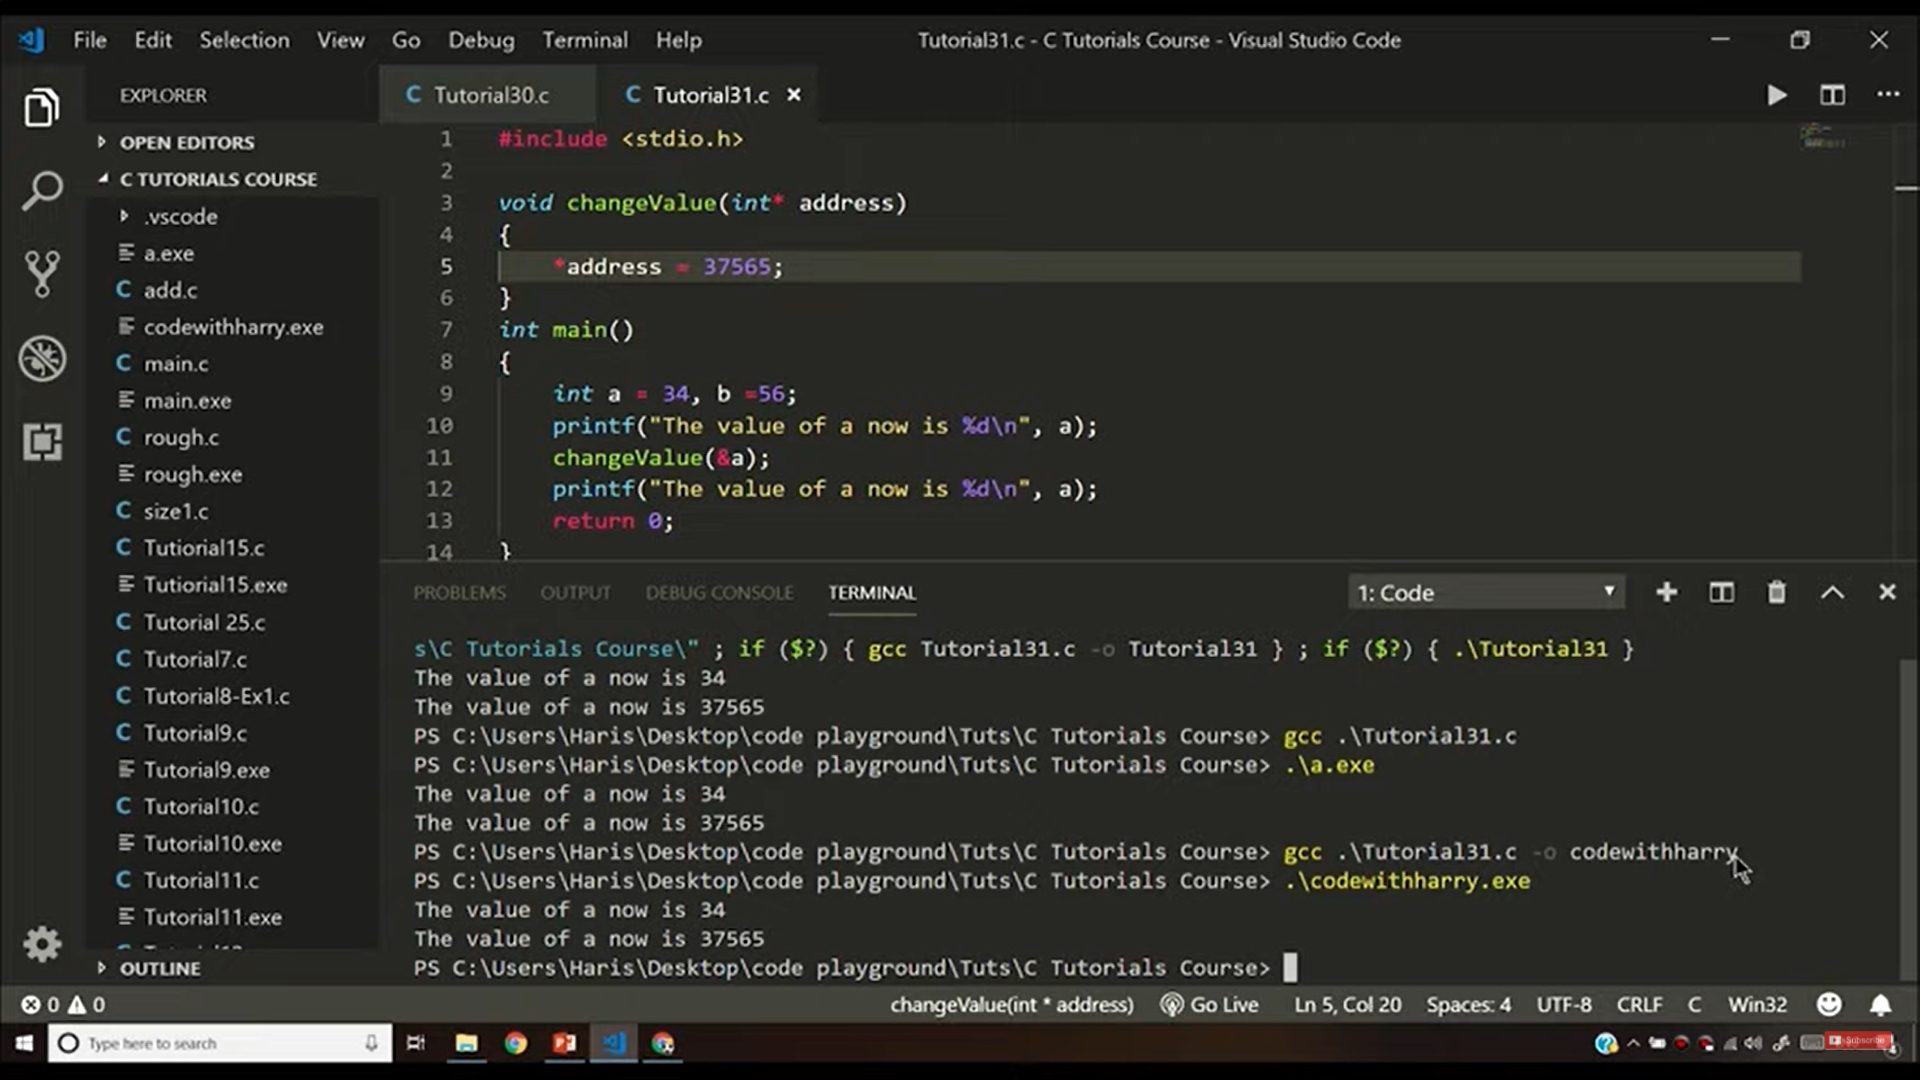 File Edit Selection View Go Debug Terminal Help Tutorial31.c - C Tutorials Course - Visual Studio Code
EXPLORER
OPEN EDITORS
C TUTORIALS COURSE
.vscode
a.exe
C add.c
codewithharry.exe
C main.c
main.exe
C rough.c
rough.exe
C size1.c
C Tutiorial15.c
Tutiorial15.exe
C Tutorial 25.c
C Tutorial7.c
C Tutorial8-Ex1.c
C Tutorial9.c
Tutorial9.exe
C Tutorial10.c
Tutorial10.exe
C Tutorial11.c
Tutorial11.exe
OUTLINE
C Tutorial30.c C Tutorial31.c
1 #include <stdio.h>
2
3 void changeValue(int* address)
4 {
5 *address = 37565;
6 }
7 int main()
8 {
9 int a = 34, b =56;
10 printf("The value of a now is %d\n", a);
11 changeValue(&a);
12 printf("The value of a now is %d\n", a);
13 return 0;
14 }
PROBLEMS OUTPUT DEBUG CONSOLE TERMINAL 1: Code
s\C Tutorials Course\" ; if ($?) { gcc Tutorial31.c -o Tutorial31 } ; if ($?) { .\Tutorial31 }
The value of a now is 34
The value of a now is 37565
PS C:\Users\Haris\Desktop\code playground\Tuts\C Tutorials Course> gcc .\Tutorial31.c
PS C:\Users\Haris\Desktop\code playground\Tuts\C Tutorials Course> .\a.exe
The value of a now is 34
The value of a now is 37565
PS C:\Users\Haris\Desktop\code playground\Tuts\C Tutorials Course> gcc .\Tutorial31.c -o codewithharry
PS C:\Users\Haris\Desktop\code playground\Tuts\C Tutorials Course> .\codewithharry.exe
The value of a now is 34
The value of a now is 37565
PS C:\Users\Haris\Desktop\code playground\Tuts\C Tutorials Course>
0 0 changeValue(int * address) Go Live Ln 5, Col 20 Spaces: 4 UTF-8 CRLF C Win32
Type here to search
Subscribe